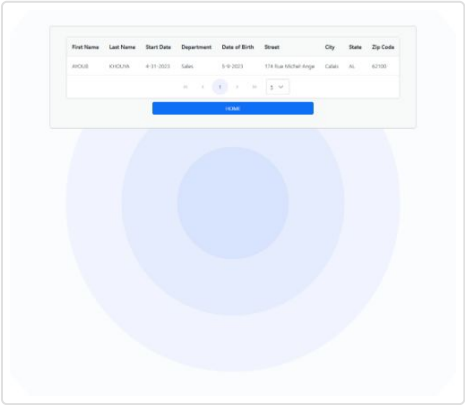 First Name Last Name Start Date Department Date of Birth Street City State Zip Code
AYOUB KHOUYA 4-31-2023 Sales 5-9-2023 174 Rue Michel-Ange Calais AL 62100
« ‹ 1 › » 5
HOME